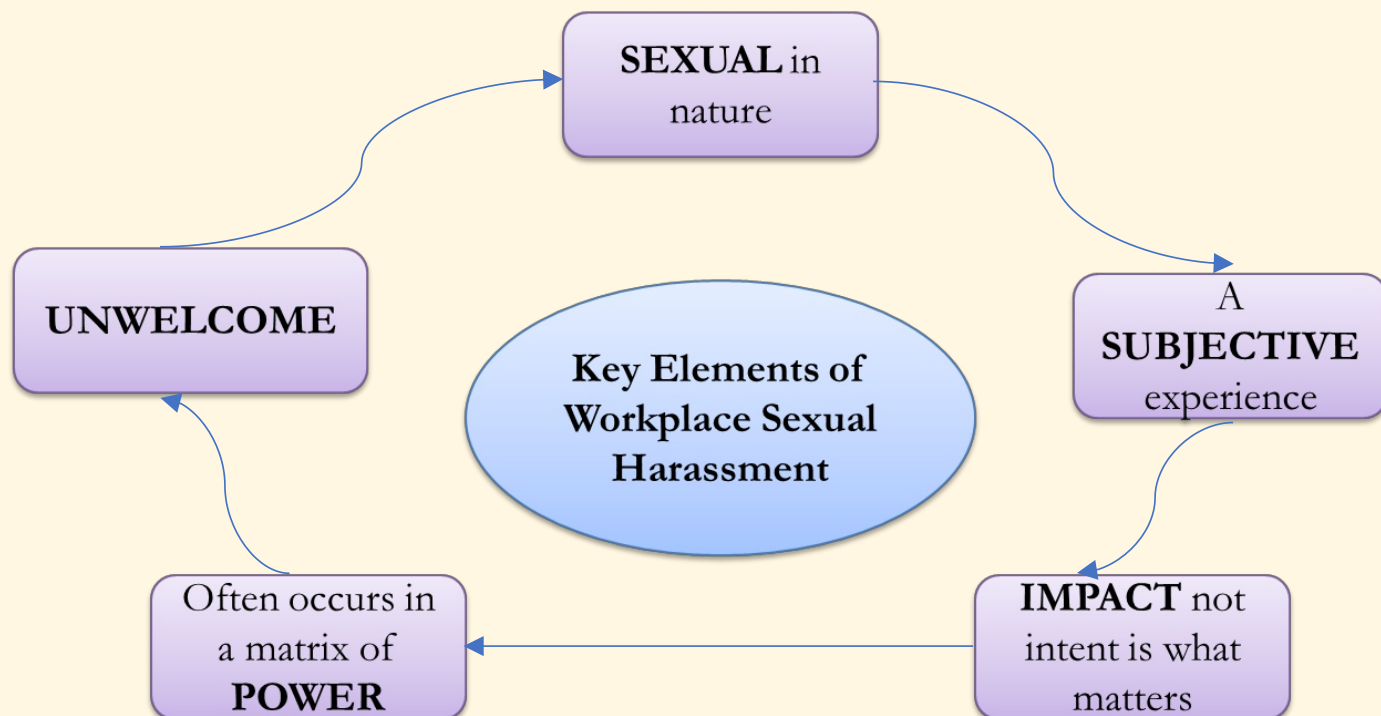 SEXUAL in
nature
UNWELCOME
A
SUBJECTIVE
experience
Key Elements of
Workplace Sexual
Harassment
Often occurs in
a matrix of
POWER
IMPACT not
intent is what
matters